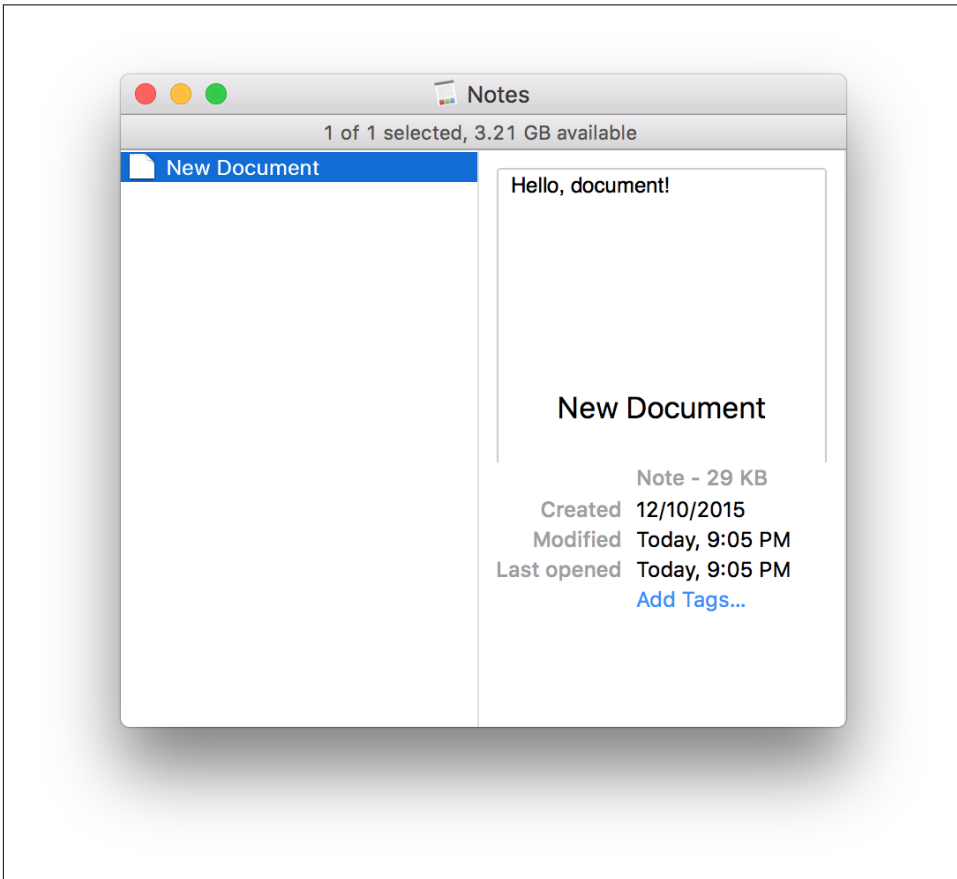 Notes
1 of 1 selected, 3.21 GB available
New Document
Hello, document!
New Document
Note - 29 KB
Created 12/10/2015
Modified Today, 9:05 PM
Last opened Today, 9:05 PM
Add Tags...